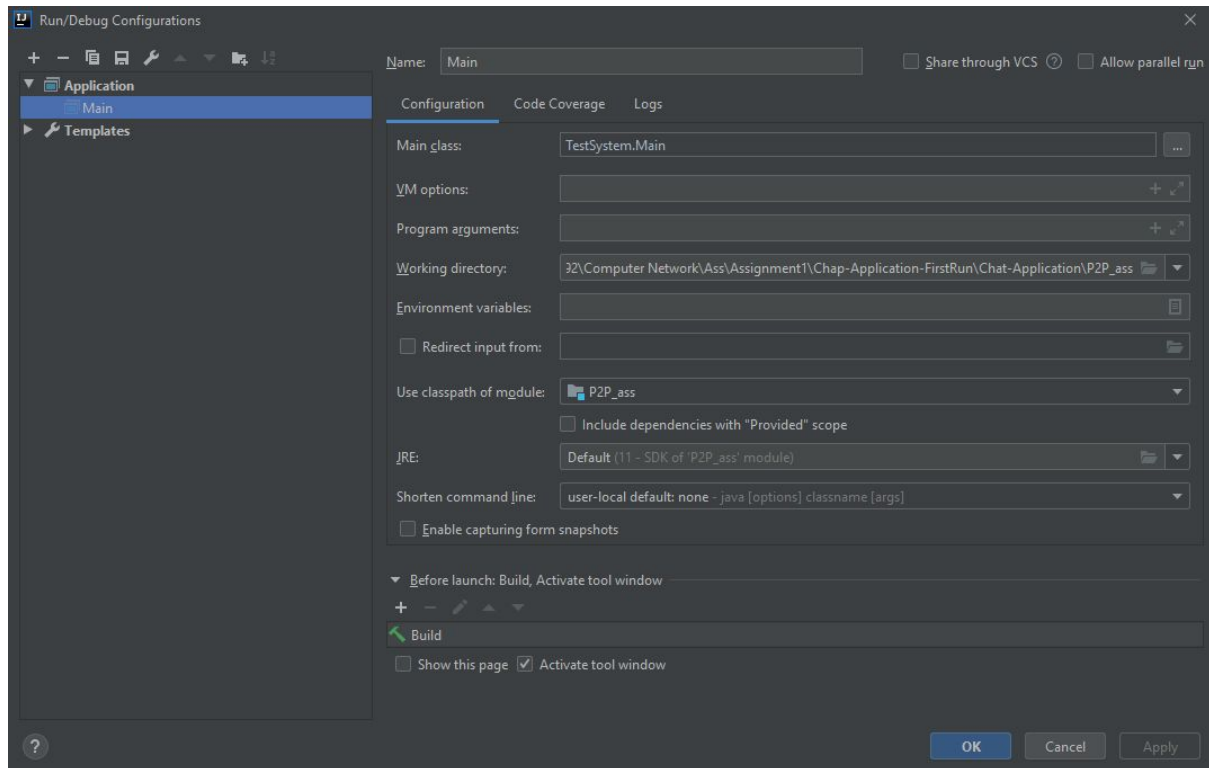 Run/Debug Configurations
Name: Main Share through VCS ? Allow parallel run
Application
Main
Templates
Configuration Code Coverage Logs
Main class: TestSystem.Main ...
VM options:
Program arguments:
Working directory: 32\Computer Network\Ass\Assignment1\Chap-Application-FirstRun\Chat-Application\P2P_ass
Environment variables:
Redirect input from:
Use classpath of module: P2P_ass
Include dependencies with "Provided" scope
JRE: Default (11 - SDK of 'P2P_ass' module)
Shorten command line: user-local default: none - java [options] classname [args]
Enable capturing form snapshots
Before launch: Build, Activate tool window
Build
Show this page Activate tool window
? OK Cancel Apply